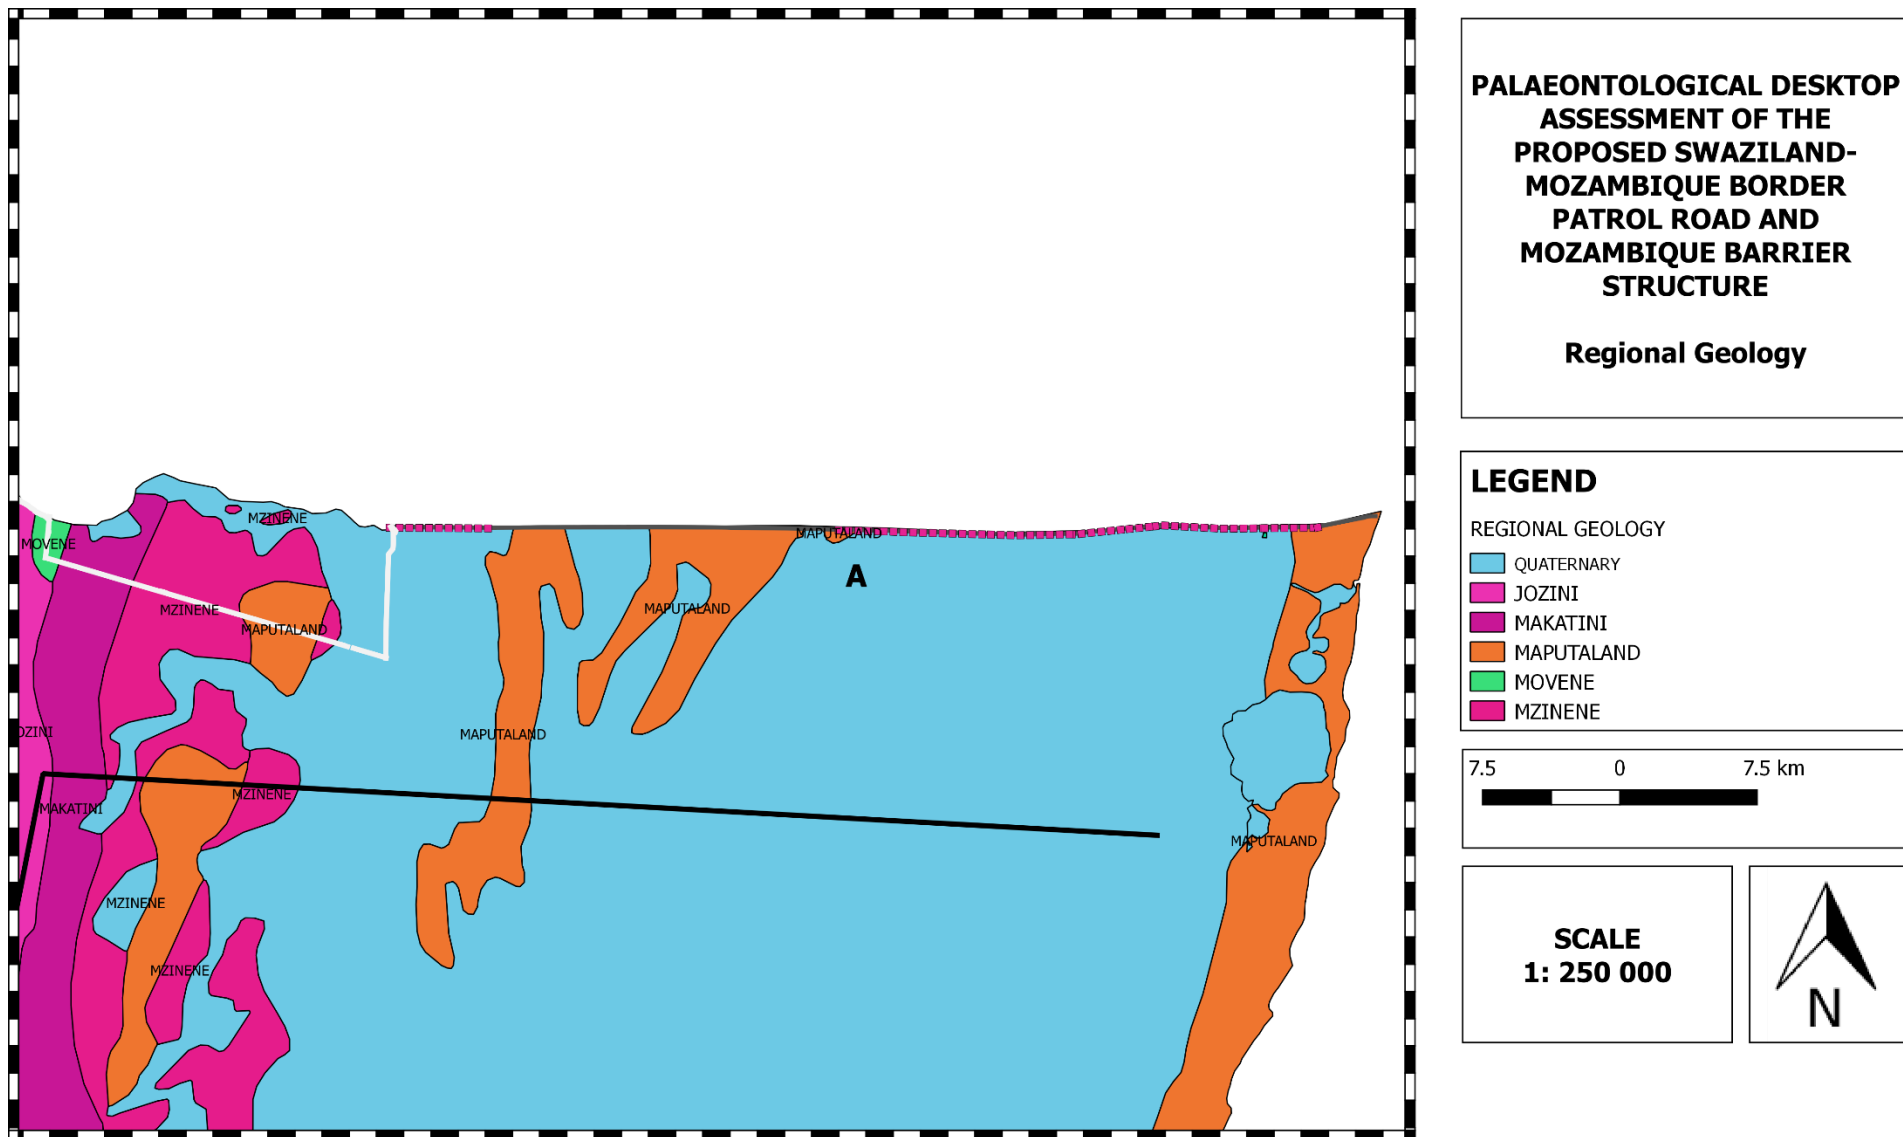 PALAEONTOLOGICAL DESKTOP
ASSESSMENT OF THE
PROPOSED SWAZILAND-
MOZAMBIQUE BORDER
PATROL ROAD AND
MOZAMBIQUE BARRIER
STRUCTURE
Regional Geology
LEGEND
REGIONAL GEOLOGY
QUATERNARY
JOZINI
MAKATINI
MAPUTALAND
MOVENE
MZINENE
7.5 0 7.5 km
SCALE
1: 250 000
N
MZINENE
MAPUTALAND
MOVENE
A
MZINENE
MAPUTALAND
MAPUTALAND
OZINI
MAPUTALAND
MZINENE
MAKATINI
MAPUTALAND
MZINENE
MZINENE